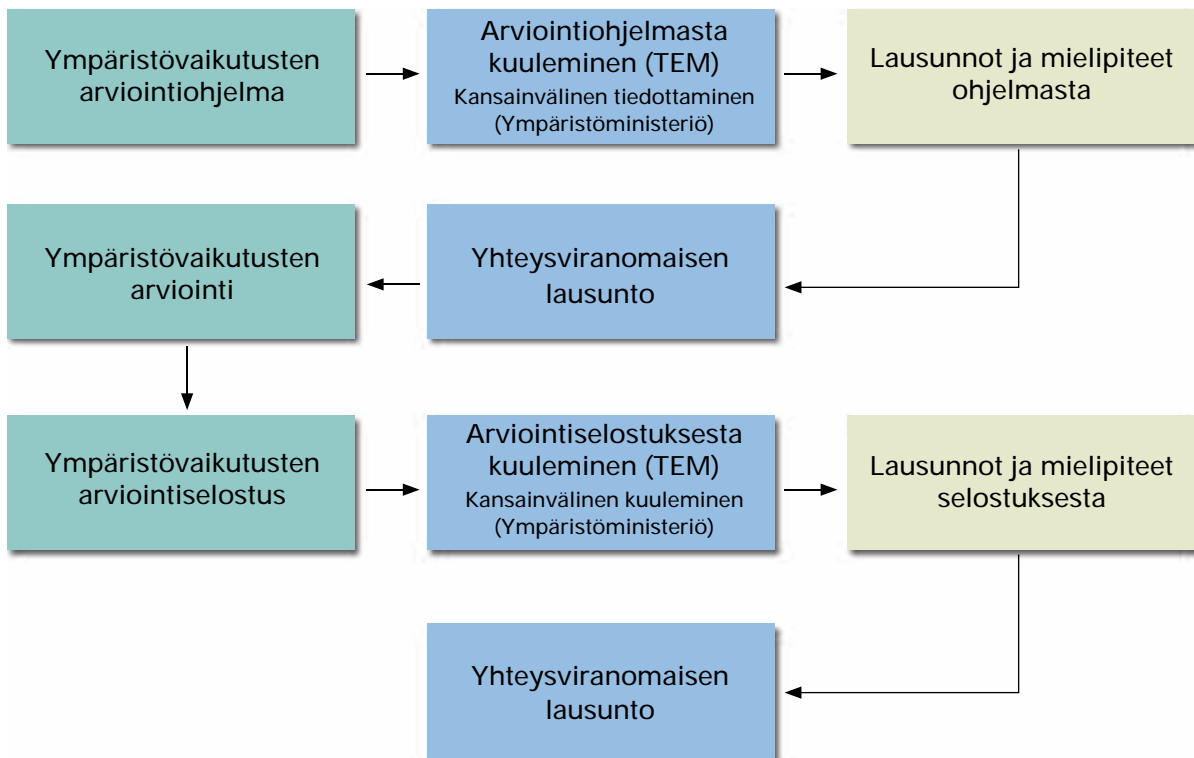 Ympäristövaikutusten
arviointiohjelma
Arviointiohjelmasta
kuuleminen (TEM)
Kansainvälinen tiedottaminen
(Ympäristöministeriö)
Lausunnot ja mielipiteet
ohjelmasta
Ympäristövaikutusten
arviointi
Yhteysviranomaisen
lausunto
Ympäristövaikutusten
arviointiselostus
Arviointiselostuksesta
kuuleminen (TEM)
Kansainvälinen kuuleminen
(Ympäristöministeriö)
Lausunnot ja mielipiteet
selostuksesta
Yhteysviranomaisen
lausunto